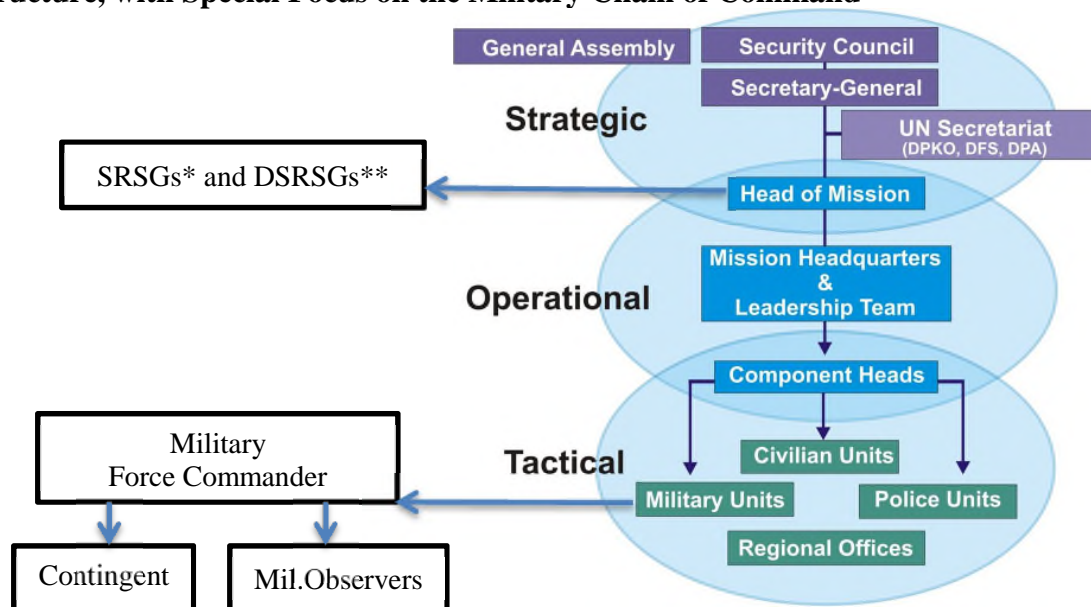 ructure, with Special Focus on the Military Chain of Command
General Assembly
Security Council
Secretary-General
Strategic
UN Secretariat
(DPKO, DFS, DPA)
SRSGs* and DSRSGs**
Head of Mission
Mission Headquarters
&
Leadership Team
Operational
Component Heads
Military
Force Commander
Tactical
Civilian Units
Military Units
Police Units
Regional Offices
Contingent
Mil.Observers